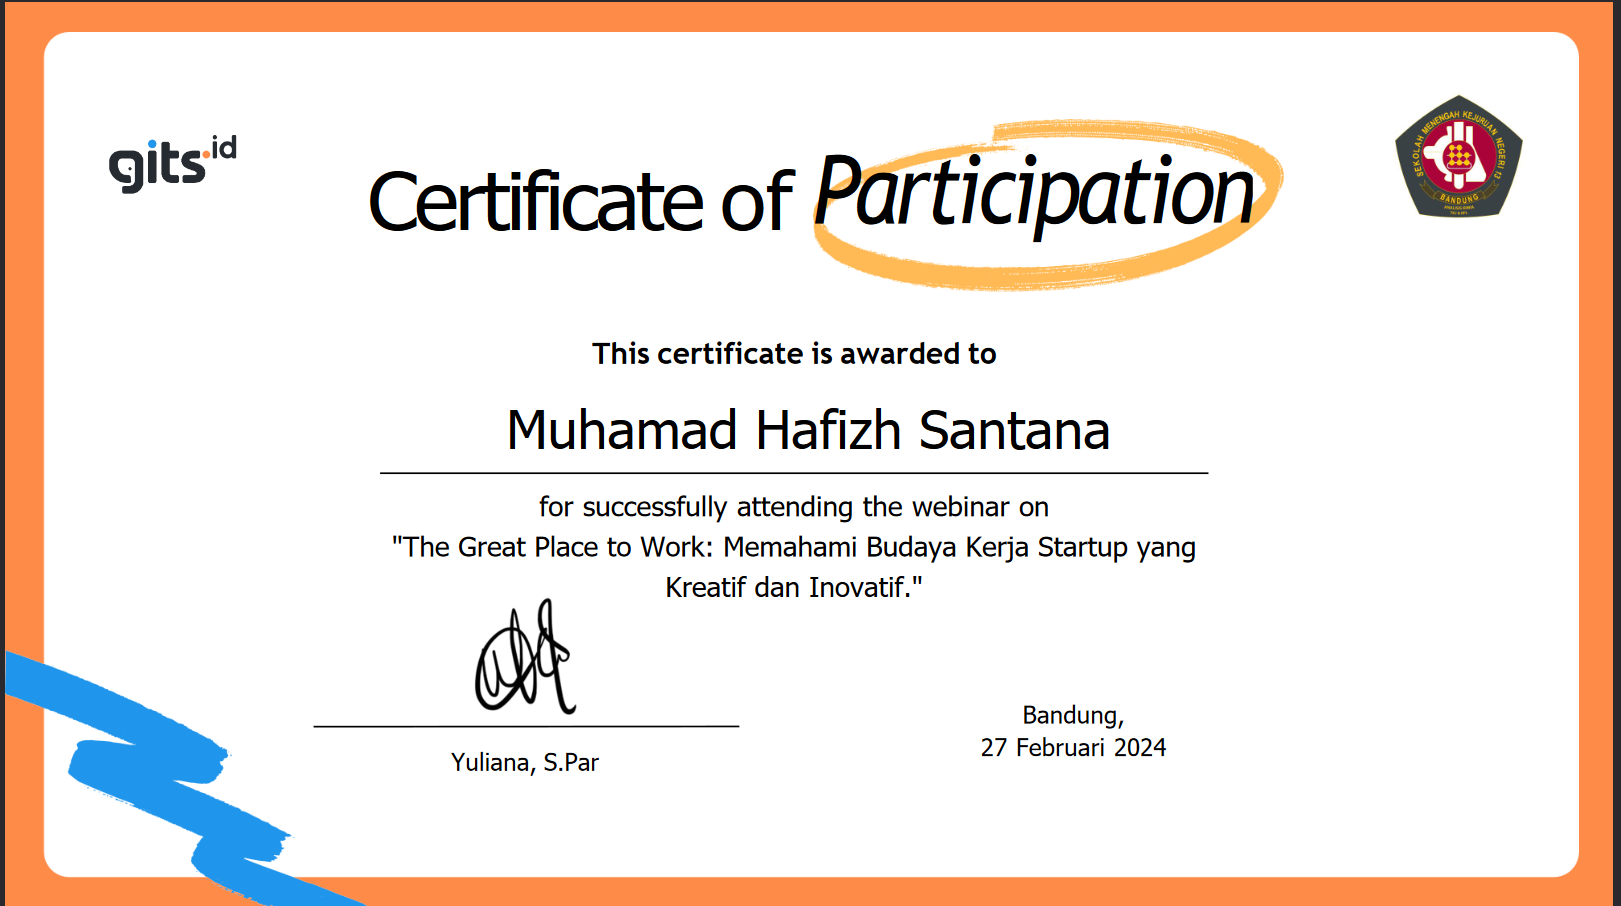 gits.id
SEKOLAH MENENGAH KEJURUAN NEGERI 13
BANDUNG
Certificate of Participation
This certificate is awarded to
Muhamad Hafizh Santana
for successfully attending the webinar on
"The Great Place to Work: Memahami Budaya Kerja Startup yang
Kreatif dan Inovatif."
Yuliana, S.Par
Bandung,
27 Februari 2024